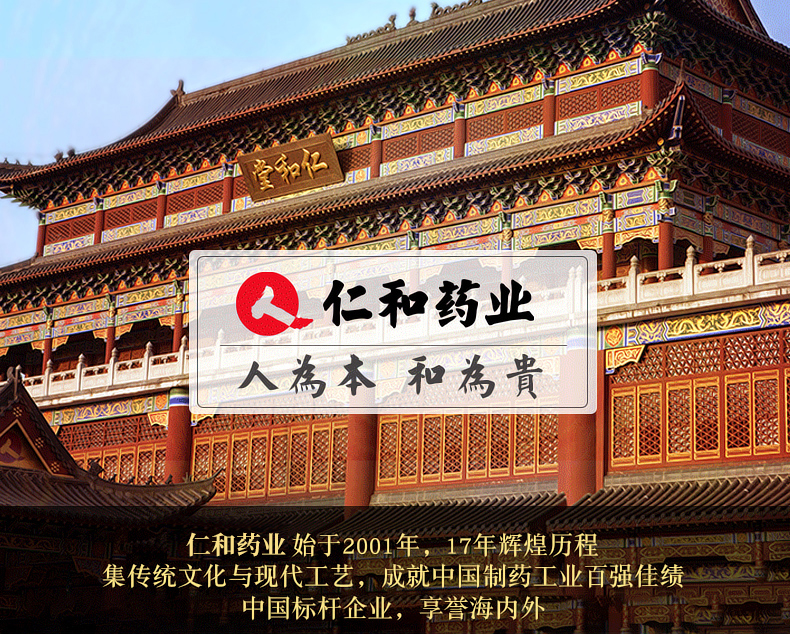 仁和堂
仁和药业
人為本 和為貴
仁和药业 始于2001年，17年辉煌历程
集传统文化与现代工艺，成就中国制药工业百强佳绩
中国标杆企业，享誉海内外